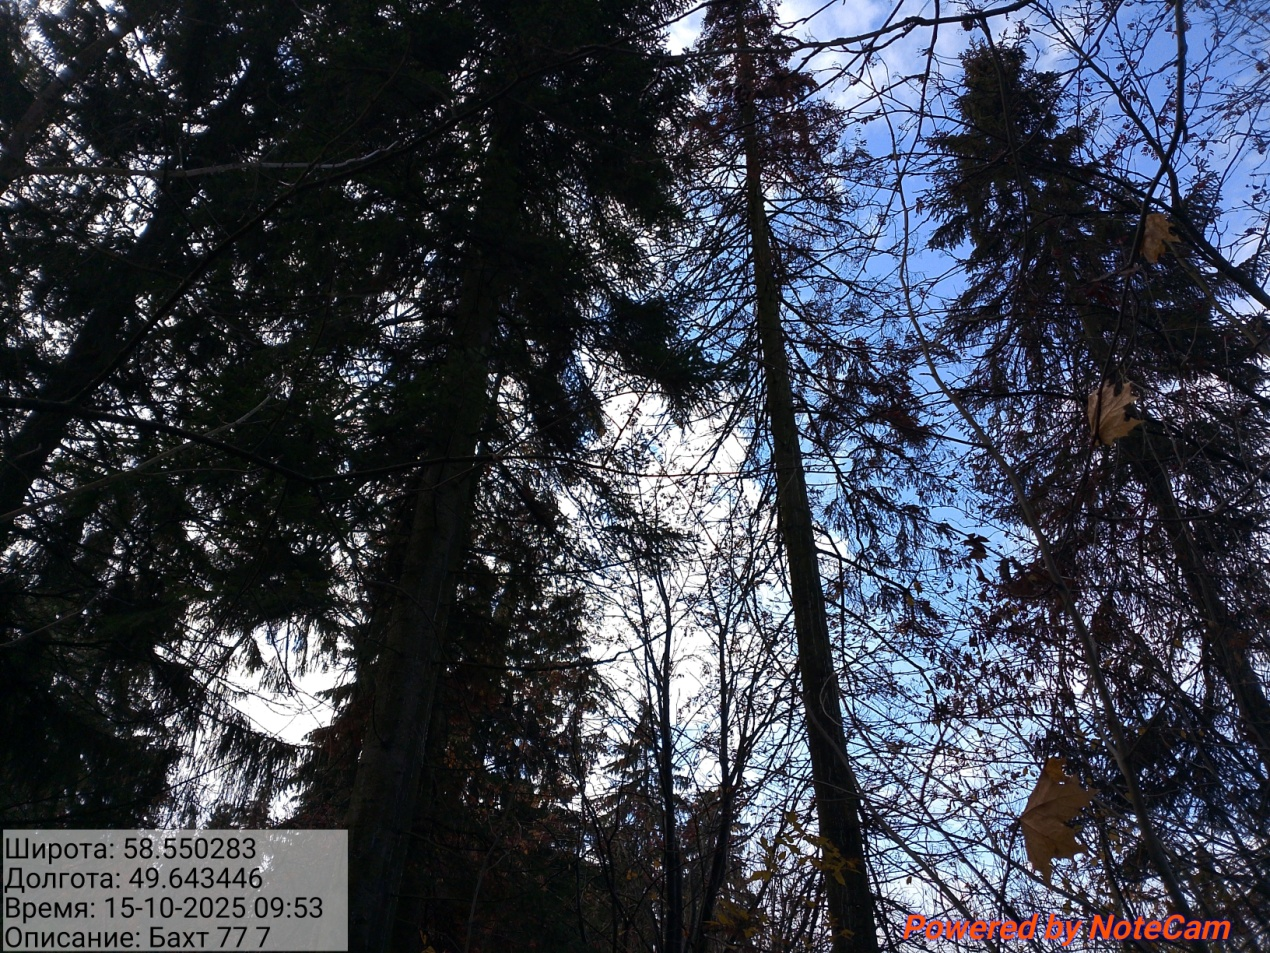 Широта: 58.550283
Долгота: 49.643446
Время: 15-10-2025 09:53
Описание: Бахт 77 7
Powered by NoteCam